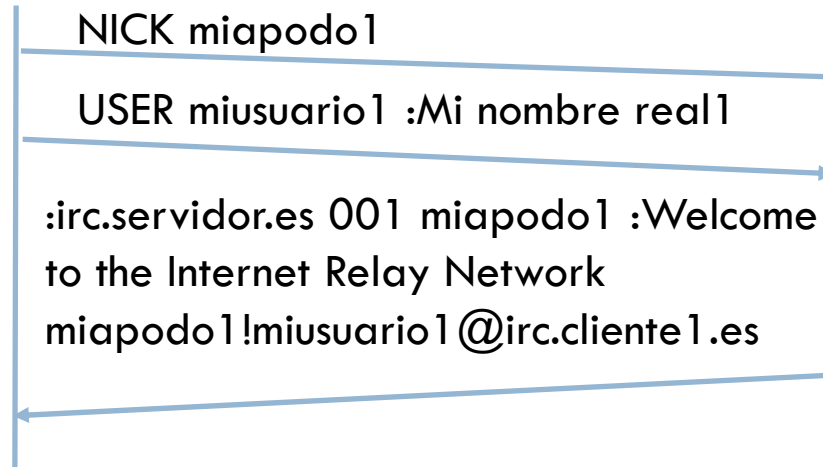 NICK miapodo1
USER miusuario1 :Mi nombre real1
:irc.servidor.es 001 miapodo1 :Welcome
to the Internet Relay Network
miapodo1!miusuario1@irc.cliente1.es